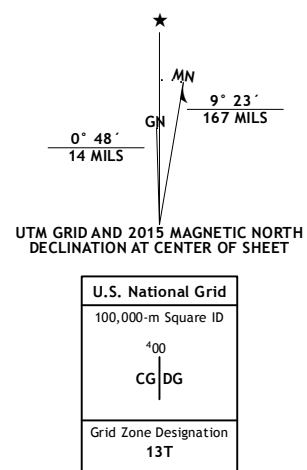 ★
MN
GN
9° 23´
167 MILS
0° 48´
14 MILS
UTM GRID AND 2015 MAGNETIC NORTH
DECLINATION AT CENTER OF SHEET
U.S. National Grid
100,000-m Square ID
⁴00
CG DG
Grid Zone Designation
13T